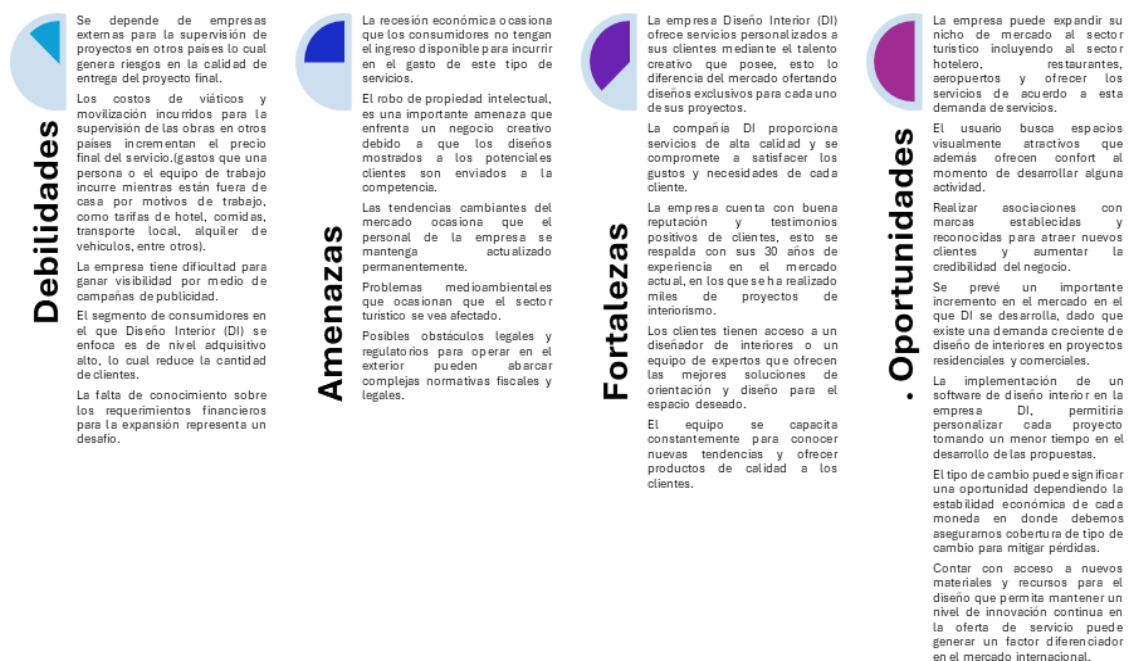 Debilidades
Se depende de empresas
externas para la supervisión de
proyectos en otros países lo cual
genera riesgos en la calidad de
entrega del proyecto final.
Los costos de viáticos y
movilización incurridos para la
supervisión de las obras en otros
países incrementan el precio
final del servicio.(gastos que una
persona o el equipo de trabajo
incurre mientras están fuera de
casa por motivos de trabajo,
como tarifas de hotel, comidas,
transporte local, alquiler de
vehículos, entre otros).
La empresa tiene dificultad para
ganar visibilidad por medio de
campañas de publicidad.
El segmento de consumidores en
el que Diseño Interior (DI) se
enfoca es de nivel adquisitivo
alto, lo cual reduce la cantidad
de clientes.
La falta de conocimiento sobre
los requerimientos financieros
para la expansión representa un
desafío.
Amenazas
La recesión económica ocasiona
que los consumidores no tengan
el ingreso disponible para incurrir
en el gasto de este tipo de
servicios.
El robo de propiedad intelectual,
es una importante amenaza que
enfrenta un negocio creativo
debido a que los diseños
mostrados a los potenciales
clientes son enviados a la
competencia.
Las tendencias cambiantes del
mercado ocasiona que el
personal de la empresa se
mantenga actualizado
permanentemente.
Problemas medioambientales
que ocasionan que el sector
turístico se vea afectado.
Posibles obstáculos legales y
regulatorios para operar en el
exterior pueden abarcar
complejas normativas fiscales y
legales.
Fortalezas
La empresa Diseño Interior (DI)
ofrece servicios personalizados a
sus clientes mediante el talento
creativo que posee, esto lo
diferencia del mercado ofertando
diseños exclusivos para cada uno
de sus proyectos.
La compañía DI proporciona
servicios de alta calidad y se
compromete a satisfacer los
gustos y necesidades de cada
cliente.
La empresa cuenta con buena
reputación y testimonios
positivos de clientes, esto se
respalda con sus 30 años de
experiencia en el mercado
actual, en los que se ha realizado
miles de proyectos de
interiorismo.
Los clientes tienen acceso a un
diseñador de interiores o un
equipo de expertos que ofrecen
las mejores soluciones de
orientación y diseño para el
espacio deseado.
El equipo se capacita
constantemente para conocer
nuevas tendencias y ofrecer
productos de calidad a los
clientes.
• Oportunidades
La empresa puede expandir su
nicho de mercado al sector
turístico incluyendo al sector
hotelero, restaurantes,
aeropuertos y ofrecer los
servicios de acuerdo a esta
demanda de servicios.
El usuario busca espacios
visualmente atractivos que
además ofrecen confort al
momento de desarrollar alguna
actividad.
Realizar asociaciones con
marcas establecidas y
reconocidas para atraer nuevos
clientes y aumentar la
credibilidad del negocio.
Se prevé un importante
incremento en el mercado en el
que DI se desarrolla, dado que
existe una demanda creciente de
diseño de interiores en proyectos
residenciales y comerciales.
La implementación de un
software de diseño interior en la
empresa DI, permitiría
personalizar cada proyecto
tomando un menor tiempo en el
desarrollo de las propuestas.
El tipo de cambio puede significar
una oportunidad dependiendo la
estabilidad económica de cada
moneda en donde debemos
asegurarnos cobertura de tipo de
cambio para mitigar pérdidas.
Contar con acceso a nuevos
materiales y recursos para el
diseño que permita mantener un
nivel de innovación continua en
la oferta de servicio puede
generar un factor diferenciador
en el mercado internacional.